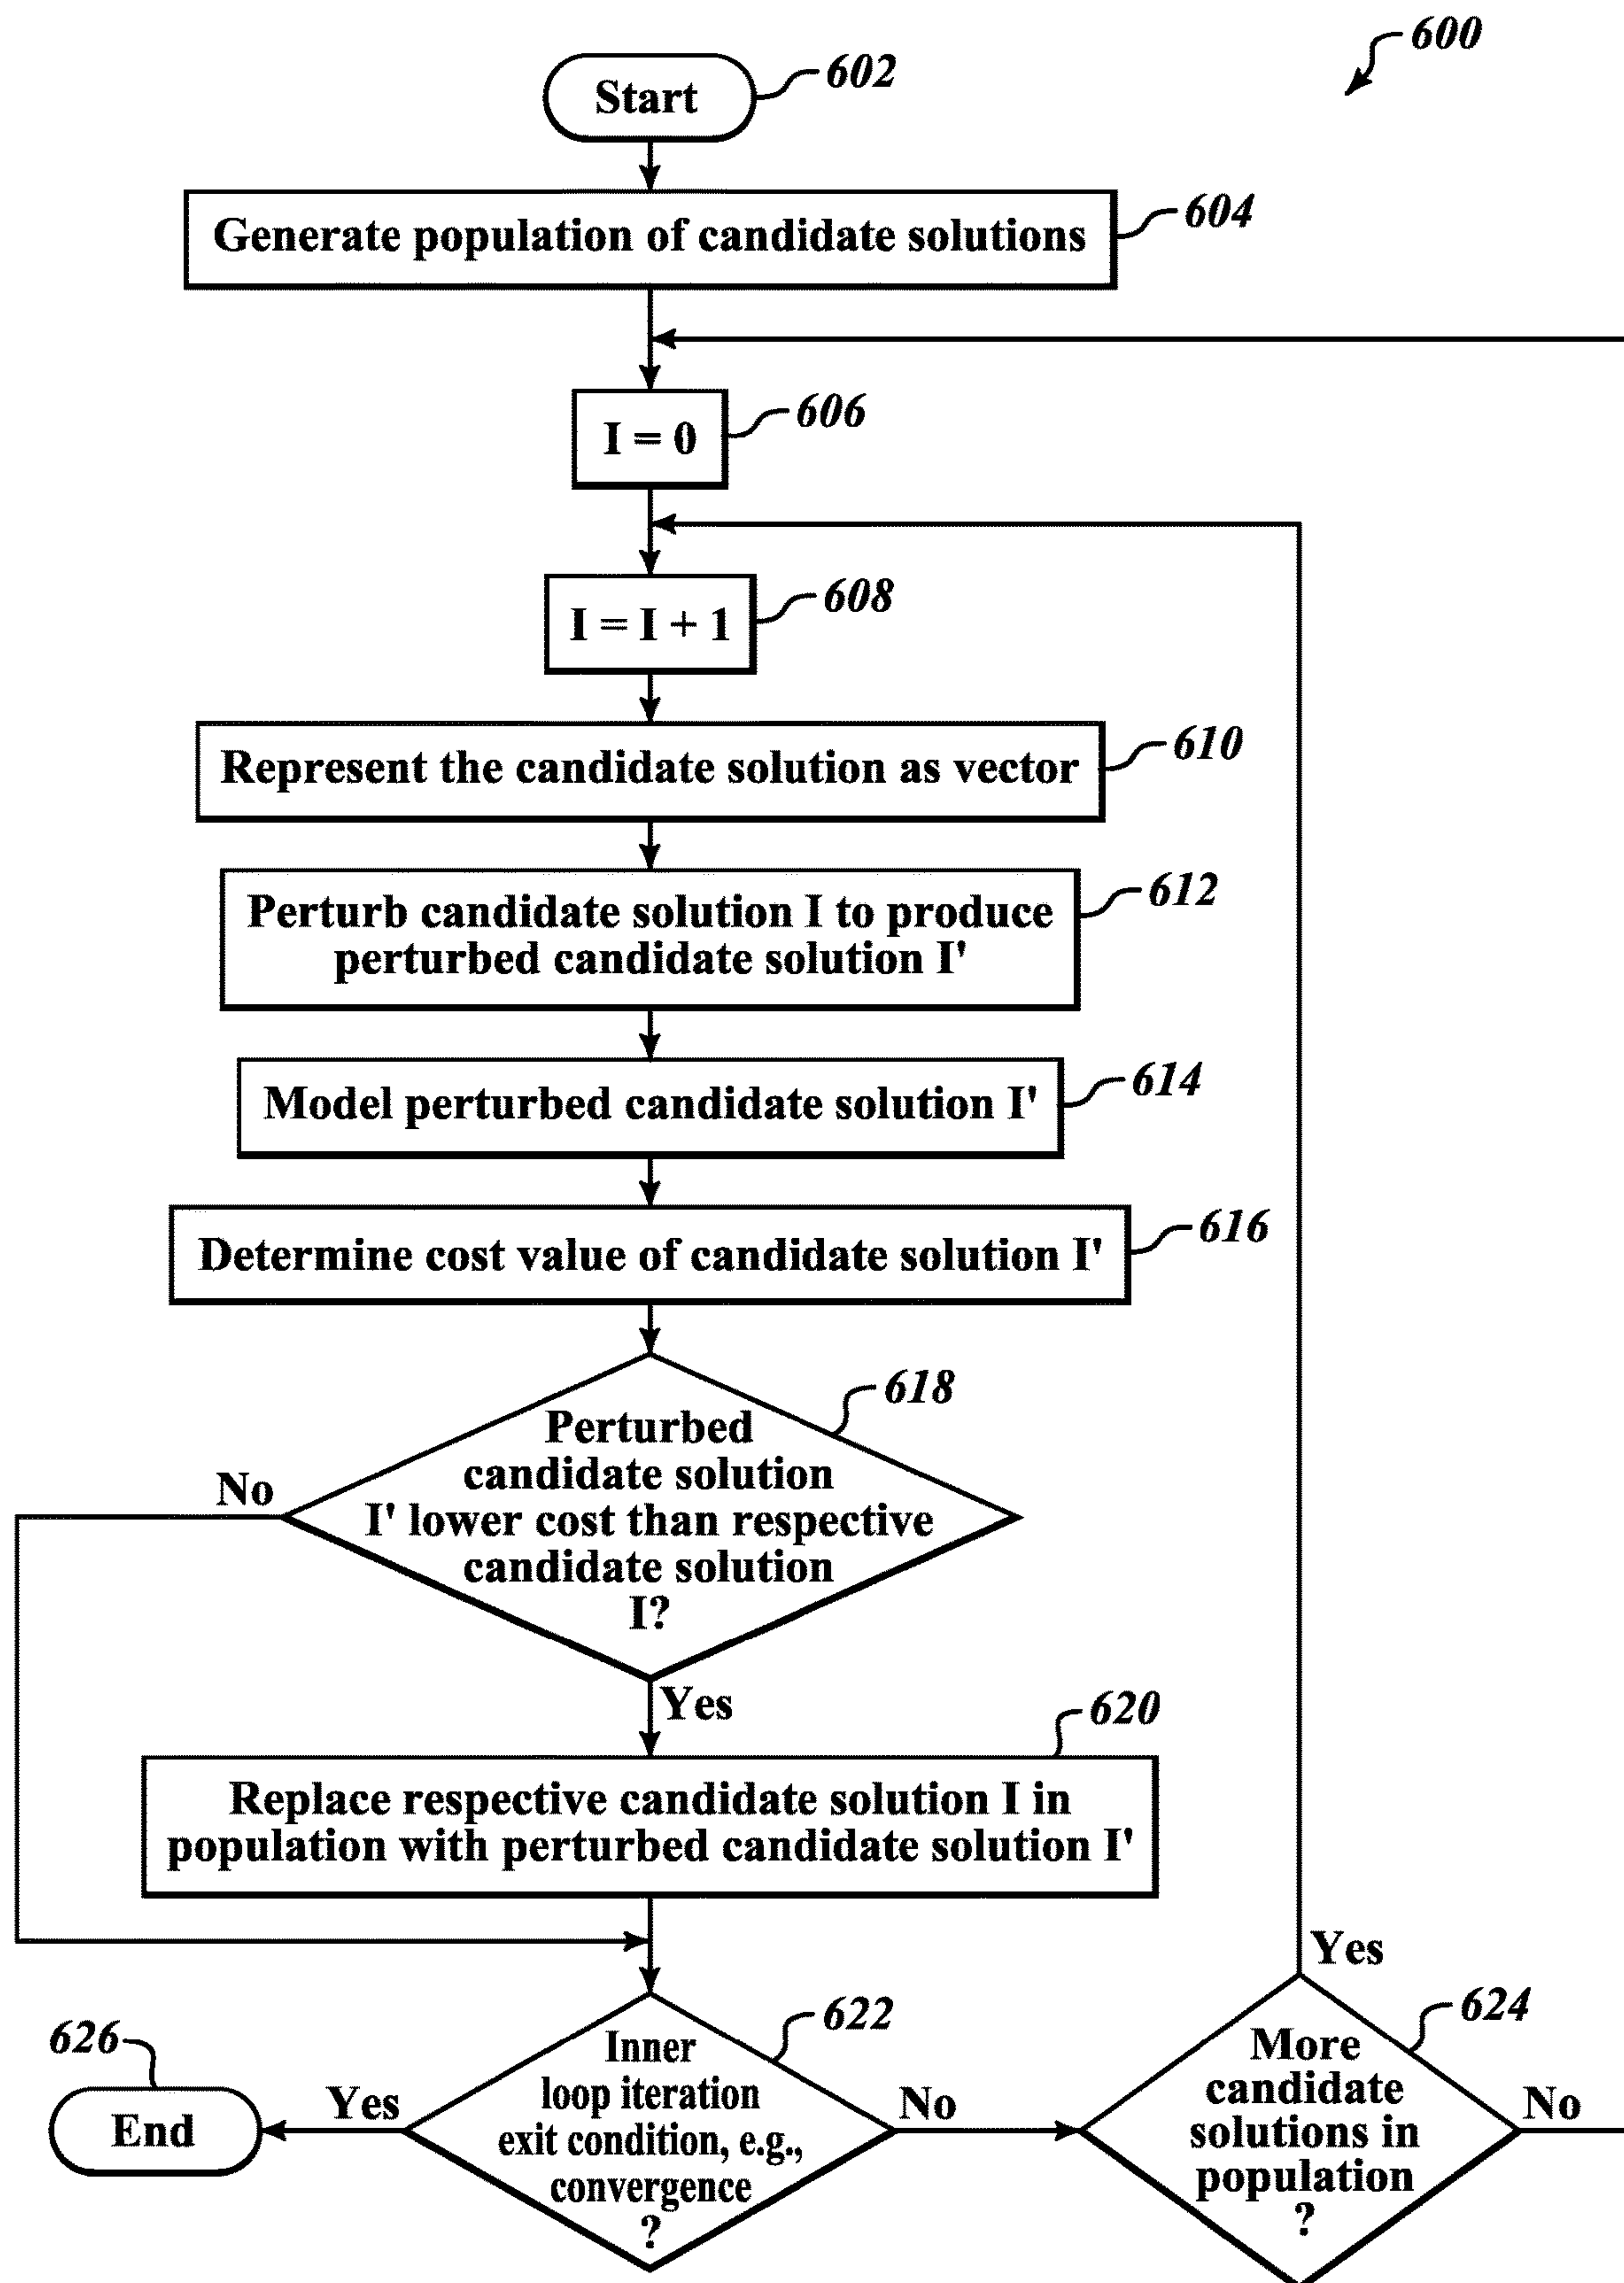 600
602
Start
604
Generate population of candidate solutions
606
I = 0
608
I = I + 1
610
Represent the candidate solution as vector
612
Perturb candidate solution I to produce
perturbed candidate solution I'
614
Model perturbed candidate solution I'
616
Determine cost value of candidate solution I'
618
Perturbed
candidate solution
I' lower cost than respective
candidate solution
I?
No
Yes
620
Replace respective candidate solution I in
population with perturbed candidate solution I'
622
Inner
loop iteration
exit condition, e.g.,
convergence
?
Yes
No
626
End
624
More
candidate
solutions in
population
?
Yes
No